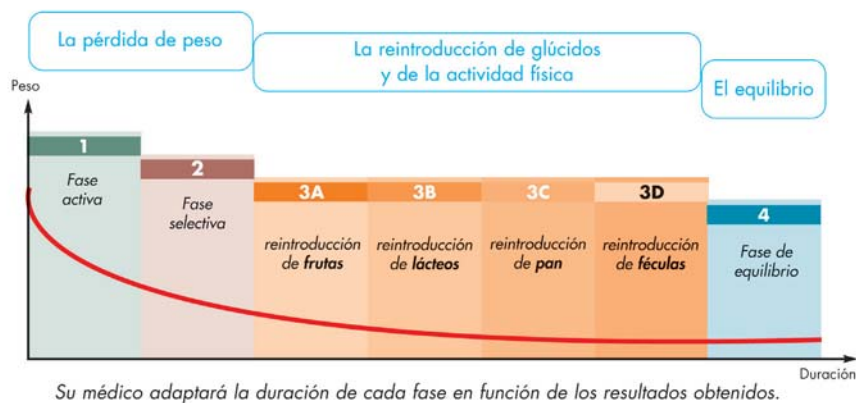 La pérdida de peso
La reintroducción de glúcidos
y de la actividad física
El equilibrio
Peso
1
Fase
activa
2
Fase
selectiva
3A
reintroducción
de frutas
3B
reintroducción
de lácteos
3C
reintroducción
de pan
3D
reintroducción
de féculas
4
Fase de
equilibrio
Duración
Su médico adaptará la duración de cada fase en función de los resultados obtenidos.